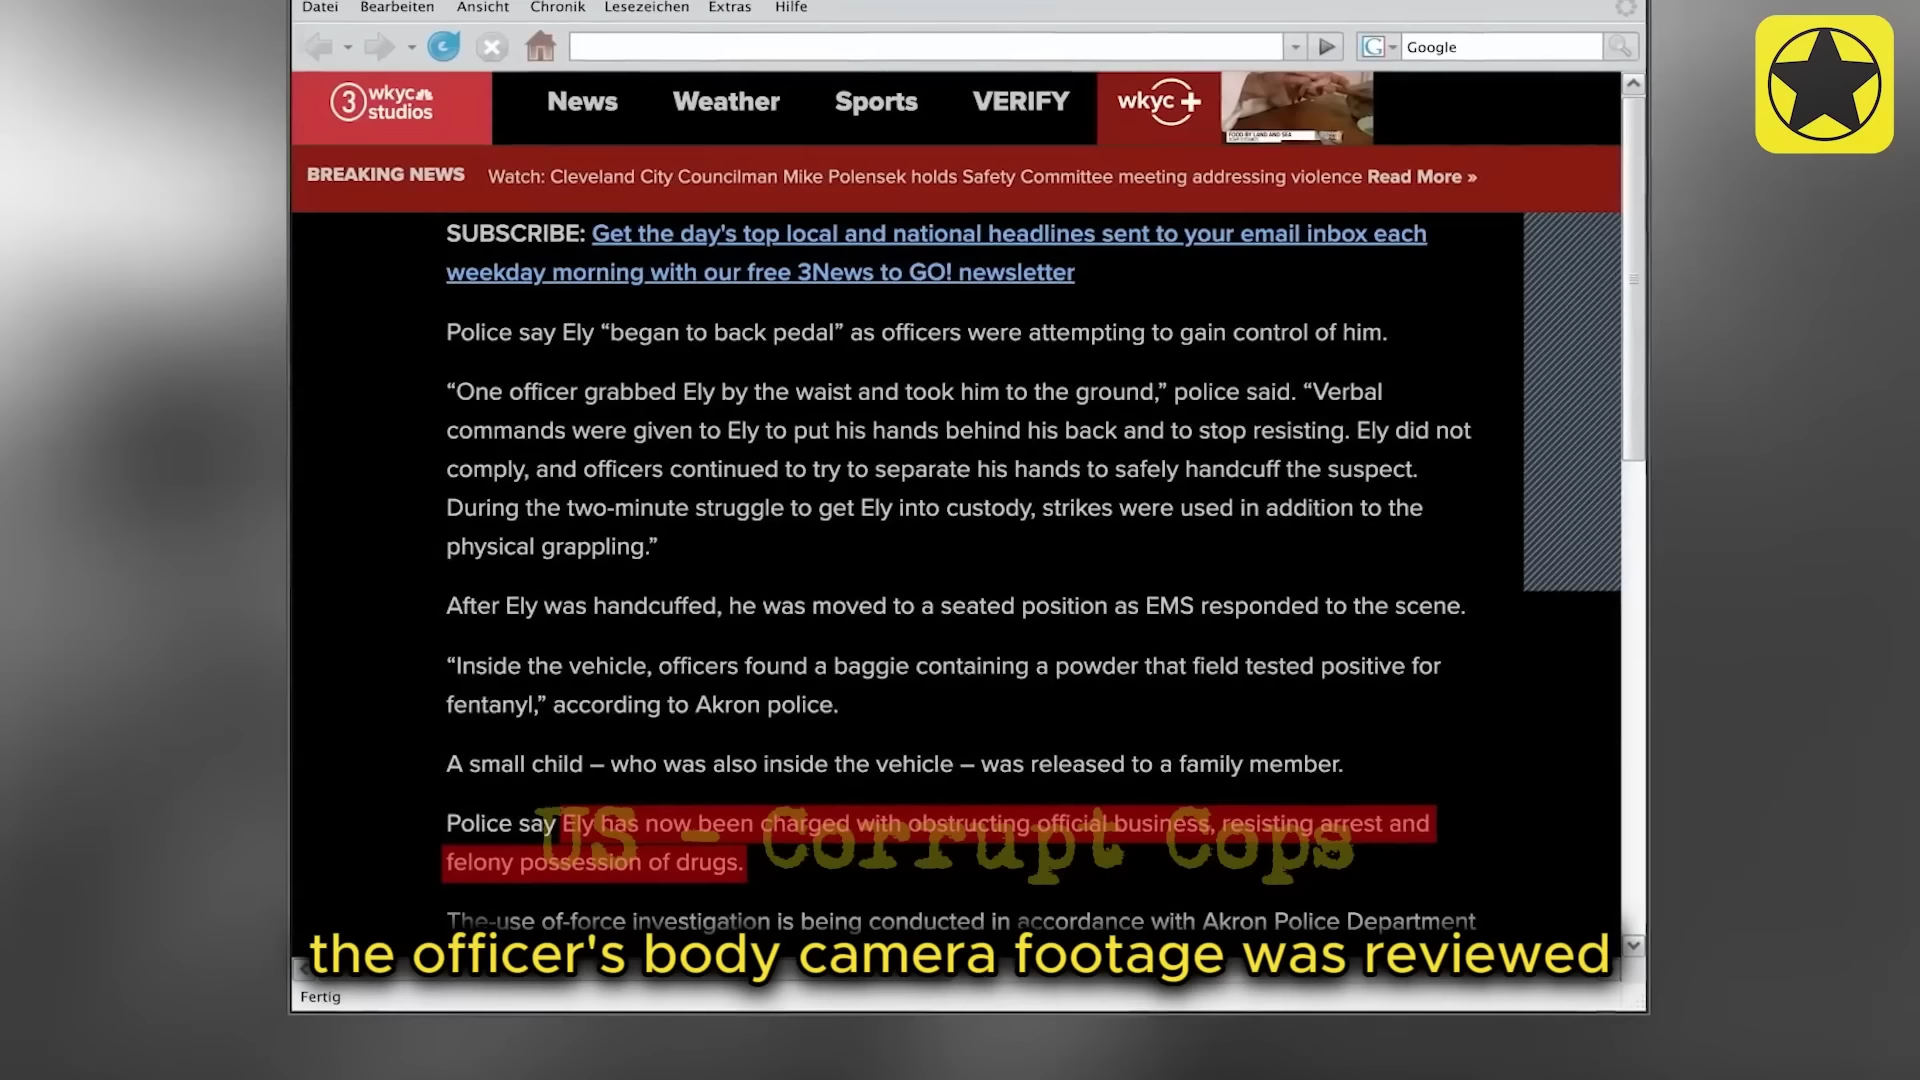 Datei Bearbeiten Ansicht Chronik Lesezeichen Extras Hilfe
G Google
3 wkyc studios
News Weather Sports VERIFY wkyc+
FOOD BY LAND AND SEA
BREAKING NEWS Watch: Cleveland City Councilman Mike Polensek holds Safety Committee meeting addressing violence Read More »
SUBSCRIBE: Get the day's top local and national headlines sent to your email inbox each
weekday morning with our free 3News to GO! newsletter
Police say Ely “began to back pedal” as officers were attempting to gain control of him.
“One officer grabbed Ely by the waist and took him to the ground,” police said. “Verbal
commands were given to Ely to put his hands behind his back and to stop resisting. Ely did not
comply, and officers continued to try to separate his hands to safely handcuff the suspect.
During the two-minute struggle to get Ely into custody, strikes were used in addition to the
physical grappling.”
After Ely was handcuffed, he was moved to a seated position as EMS responded to the scene.
“Inside the vehicle, officers found a baggie containing a powder that field tested positive for
fentanyl,” according to Akron police.
A small child – who was also inside the vehicle – was released to a family member.
Police say Ely has now been charged with obstructing official business, resisting arrest and
felony possession of drugs.
US - Corrupt Cops
The use of-force investigation is being conducted in accordance with Akron Police Department
the officer's body camera footage was reviewed
Fertig